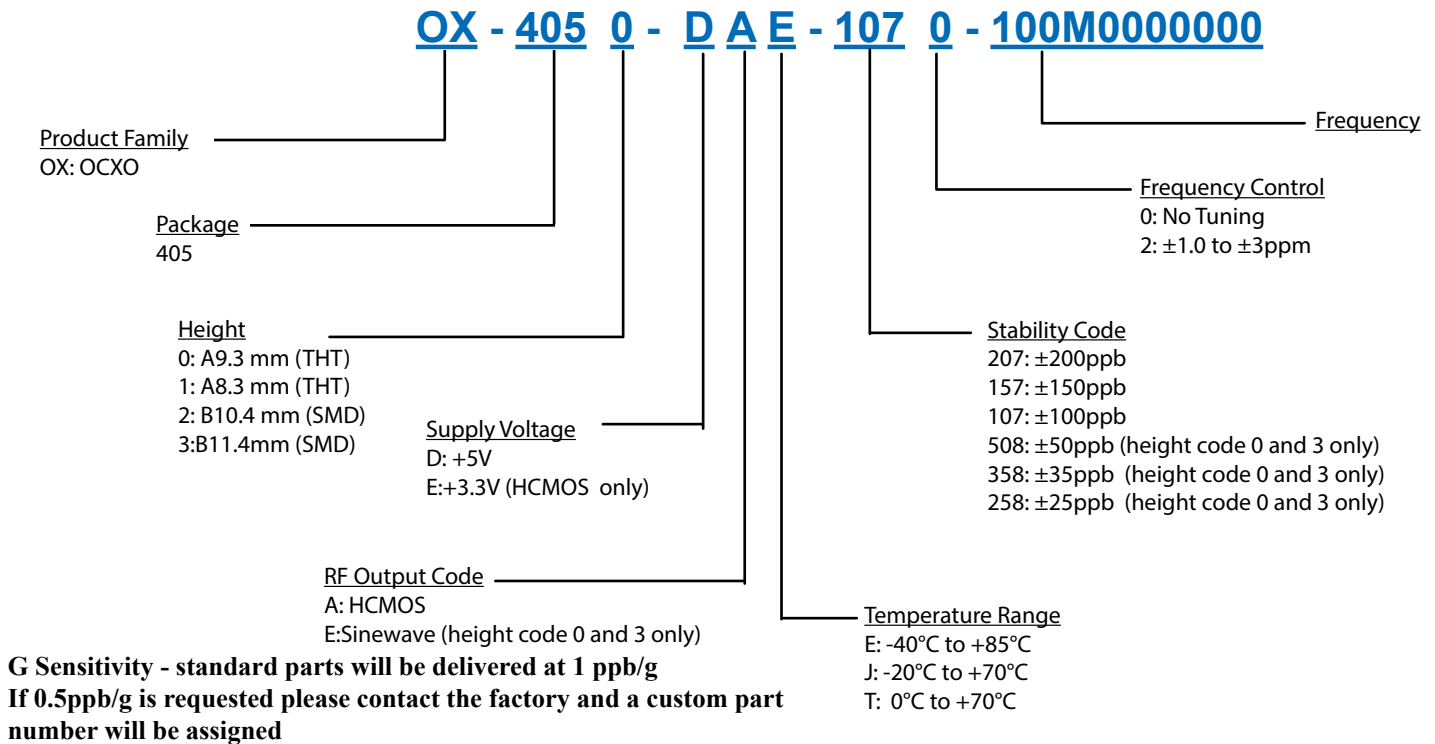 OX - 405 0 - D A E - 107 0 - 100M0000000
Product Family
OX: OCXO
Package
405
Height
0: A9.3 mm (THT)
1: A8.3 mm (THT)
2: B10.4 mm (SMD)
3:B11.4mm (SMD)
Supply Voltage
D: +5V
E:+3.3V (HCMOS only)
RF Output Code
A: HCMOS
E:Sinewave (height code 0 and 3 only)
Temperature Range
E: -40°C to +85°C
J: -20°C to +70°C
T: 0°C to +70°C
Stability Code
207: ±200ppb
157: ±150ppb
107: ±100ppb
508: ±50ppb (height code 0 and 3 only)
358: ±35ppb (height code 0 and 3 only)
258: ±25ppb (height code 0 and 3 only)
Frequency Control
0: No Tuning
2: ±1.0 to ±3ppm
Frequency
G Sensitivity - standard parts will be delivered at 1 ppb/g
If 0.5ppb/g is requested please contact the factory and a custom part
number will be assigned